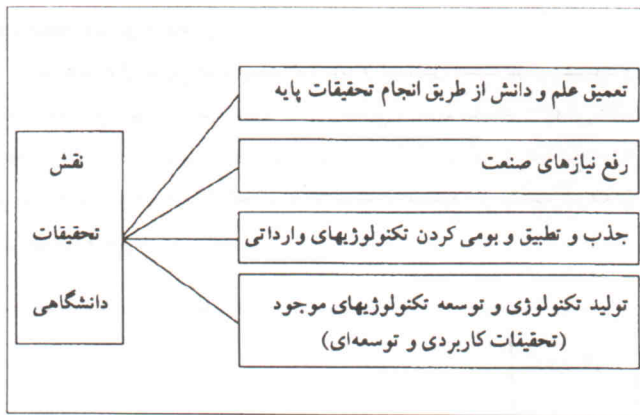 نقش
تحقیقات
دانشگاهی
تعمیق علم و دانش از طریق انجام تحقیقات پایه
رفع نیازهای صنعت
جذب و تطبیق و بومی کردن تکنولوژیهای وارداتی
تولید تکنولوژی و توسعه تکنولوژیهای موجود
(تحقیقات کاربردی و توسعه‌ای)